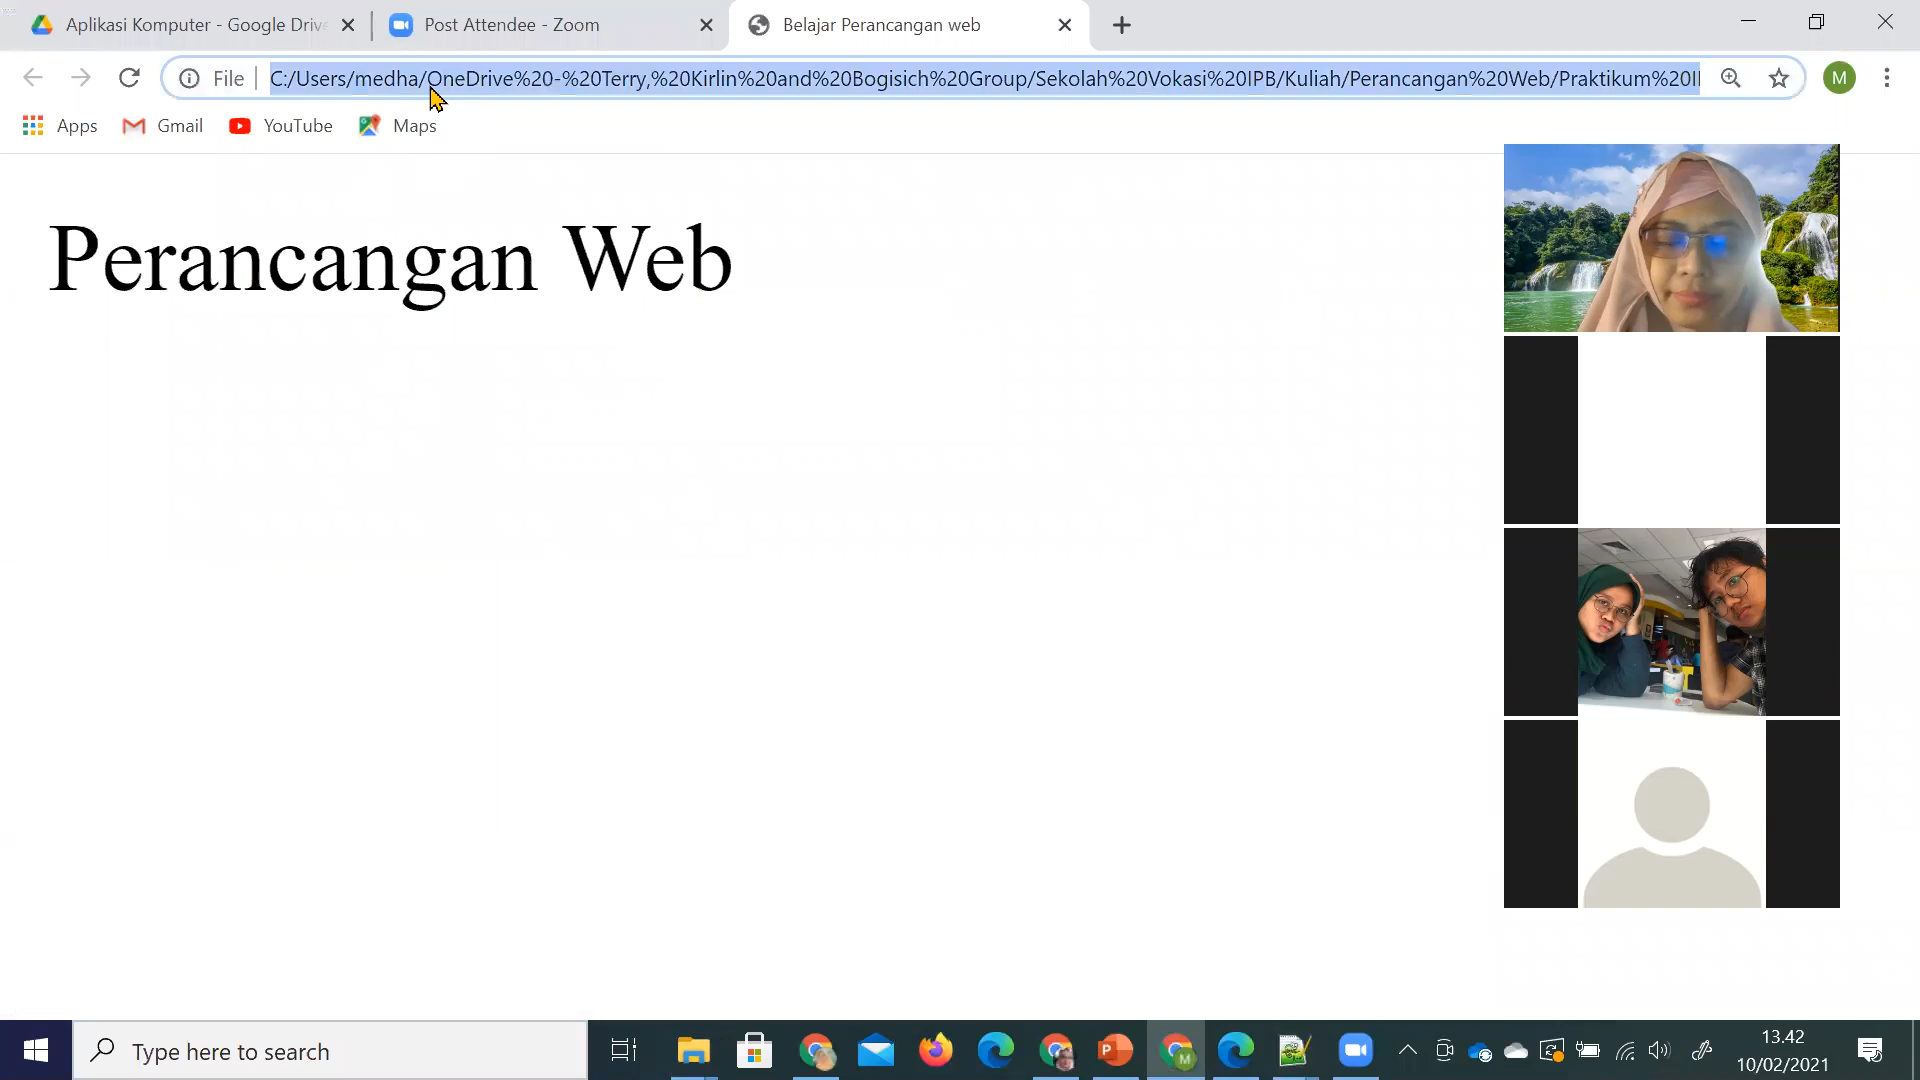 Aplikasi Komputer - Google Drive
Post Attendee - Zoom
Belajar Perancangan web
File
C:/Users/medha/OneDrive%20-%20Terry,%20Kirlin%20and%20Bogisich%20Group/Sekolah%20Vokasi%20IPB/Kuliah/Perancangan%20Web/Praktikum%20I
M
Apps
Gmail
YouTube
Maps
Perancangan Web
Type here to search
13.42
10/02/2021